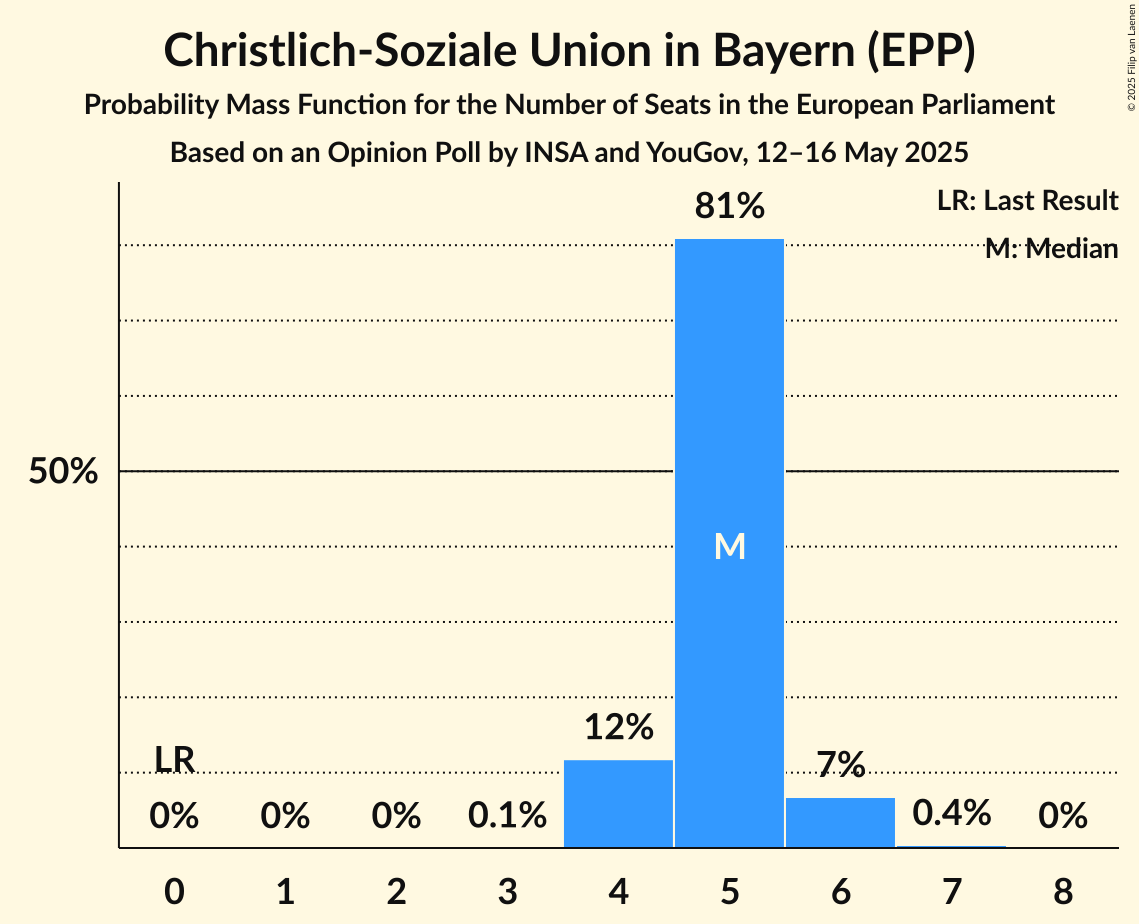 Christlich-Soziale Union in Bayern (EPP)
Probability Mass Function for the Number of Seats in the European Parliament
Based on an Opinion Poll by INSA and YouGov, 12–16 May 2025
© 2025 Filip van Laenen
LR: Last Result
M: Median
81%
50%
M
12%
LR
7%
0% 0% 0% 0.1% 0.4% 0%
0 1 2 3 4 5 6 7 8